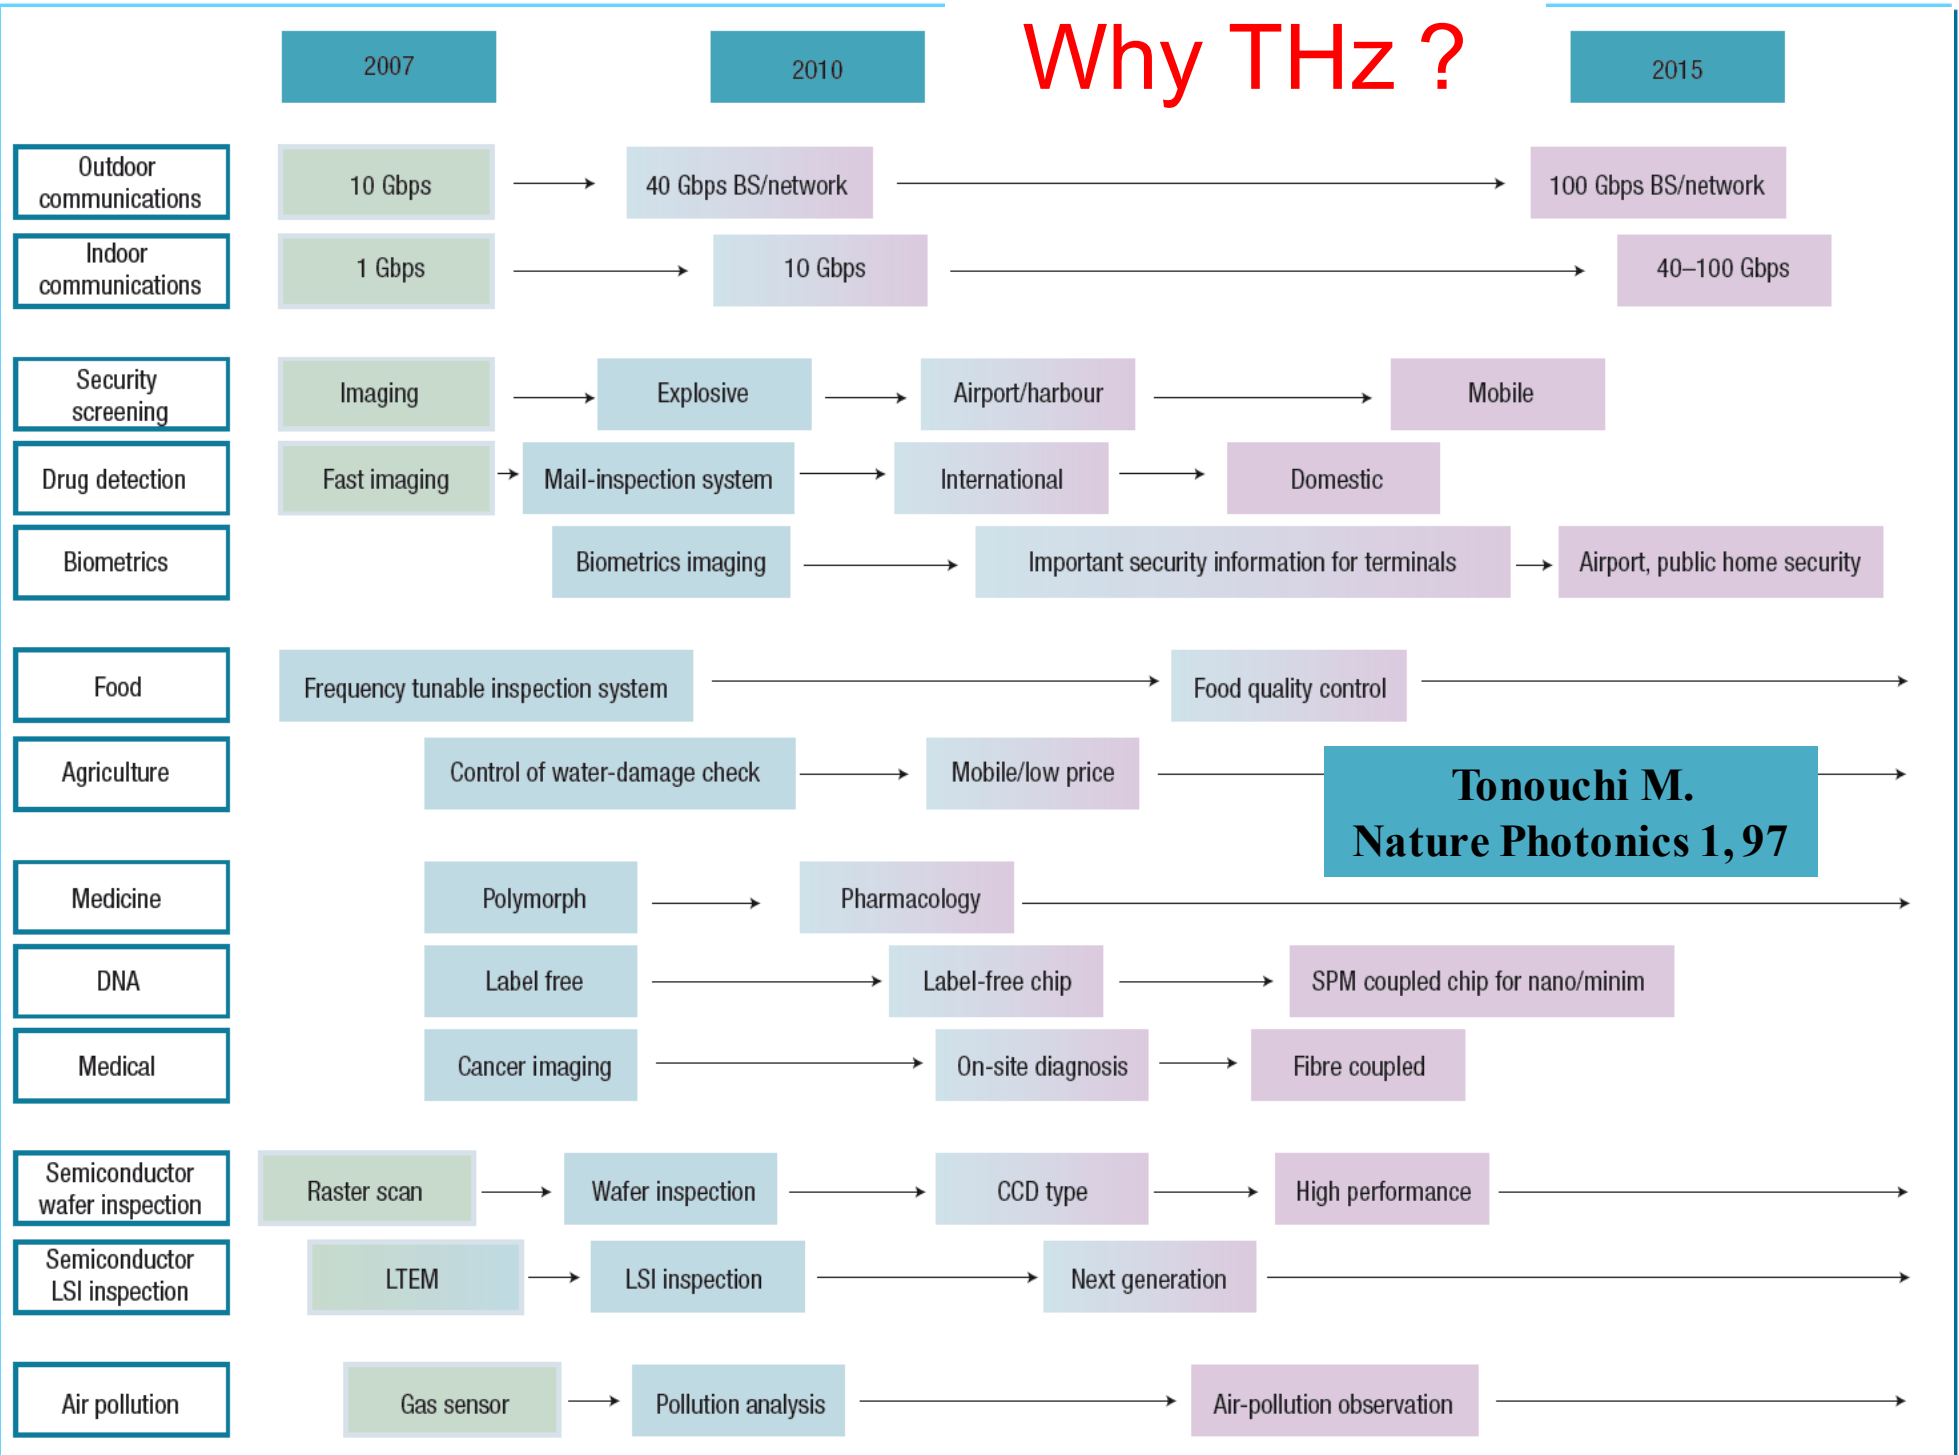 Why THz ?
2007
2010
2015
Outdoor
communications
10 Gbps
40 Gbps BS/network
100 Gbps BS/network
Indoor
communications
1 Gbps
10 Gbps
40–100 Gbps
Security
screening
Imaging
Explosive
Airport/harbour
Mobile
Drug detection
Fast imaging
Mail-inspection system
International
Domestic
Biometrics
Biometrics imaging
Important security information for terminals
Airport, public home security
Food
Frequency tunable inspection system
Food quality control
Agriculture
Control of water-damage check
Mobile/low price
Tonouchi M.
Nature Photonics 1, 97
Medicine
Polymorph
Pharmacology
DNA
Label free
Label-free chip
SPM coupled chip for nano/minim
Medical
Cancer imaging
On-site diagnosis
Fibre coupled
Semiconductor
wafer inspection
Raster scan
Wafer inspection
CCD type
High performance
Semiconductor
LSI inspection
LTEM
LSI inspection
Next generation
Air pollution
Gas sensor
Pollution analysis
Air-pollution observation